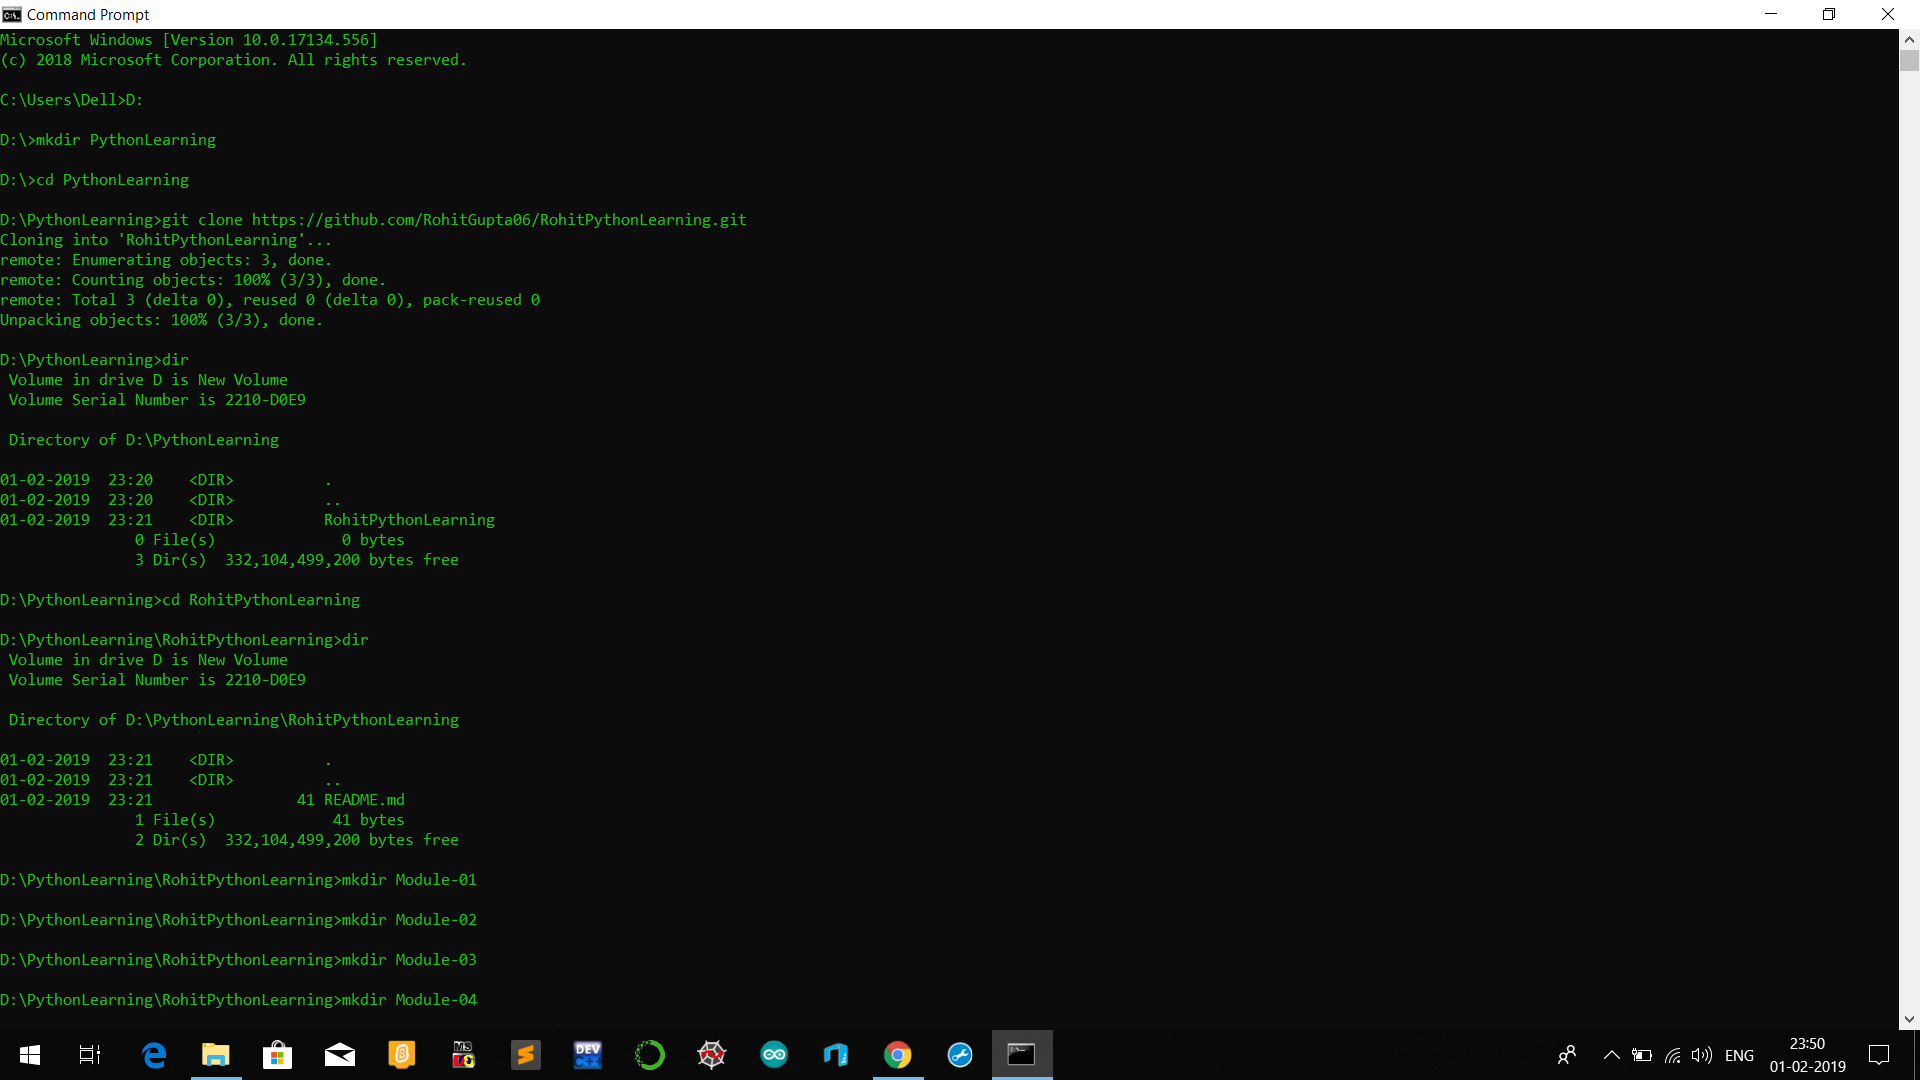 Command Prompt
Microsoft Windows [Version 10.0.17134.556]
(c) 2018 Microsoft Corporation. All rights reserved.
C:\Users\Dell>D:
D:\>mkdir PythonLearning
D:\>cd PythonLearning
D:\PythonLearning>git clone https://github.com/RohitGupta06/RohitPythonLearning.git
Cloning into 'RohitPythonLearning'...
remote: Enumerating objects: 3, done.
remote: Counting objects: 100% (3/3), done.
remote: Total 3 (delta 0), reused 0 (delta 0), pack-reused 0
Unpacking objects: 100% (3/3), done.
D:\PythonLearning>dir
Volume in drive D is New Volume
Volume Serial Number is 2210-D0E9
Directory of D:\PythonLearning
01-02-2019  23:20    <DIR>          .
01-02-2019  23:20    <DIR>          ..
01-02-2019  23:21    <DIR>          RohitPythonLearning
0 File(s)              0 bytes
3 Dir(s)  332,104,499,200 bytes free
D:\PythonLearning>cd RohitPythonLearning
D:\PythonLearning\RohitPythonLearning>dir
Volume in drive D is New Volume
Volume Serial Number is 2210-D0E9
Directory of D:\PythonLearning\RohitPythonLearning
01-02-2019  23:21    <DIR>          .
01-02-2019  23:21    <DIR>          ..
01-02-2019  23:21                41 README.md
1 File(s)             41 bytes
2 Dir(s)  332,104,499,200 bytes free
D:\PythonLearning\RohitPythonLearning>mkdir Module-01
D:\PythonLearning\RohitPythonLearning>mkdir Module-02
D:\PythonLearning\RohitPythonLearning>mkdir Module-03
D:\PythonLearning\RohitPythonLearning>mkdir Module-04
MS
DEV
C++
ENG
23:50
01-02-2019